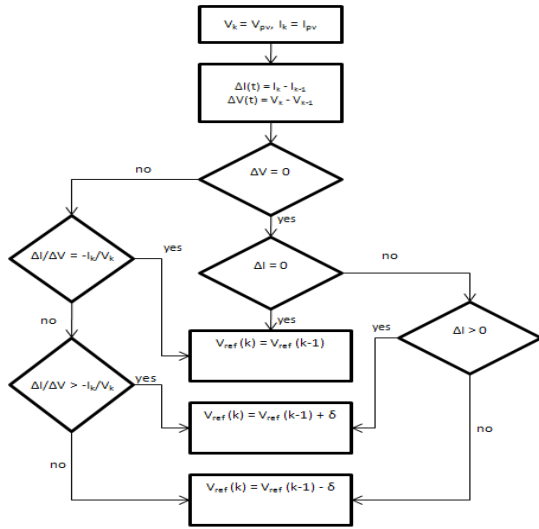 Vk = Vpv, Ik = Ipv
ΔI(t) = Ik - Ik-1
ΔV(t) = Vk - Vk-1
ΔV = 0
no
yes
ΔI/ΔV = -Ik/Vk
yes
ΔI = 0
no
no
yes
Vref(k) = Vref(k-1)
yes
ΔI > 0
ΔI/ΔV > -Ik/Vk
yes
Vref(k) = Vref(k-1) + δ
no
no
Vref(k) = Vref(k-1) - δ